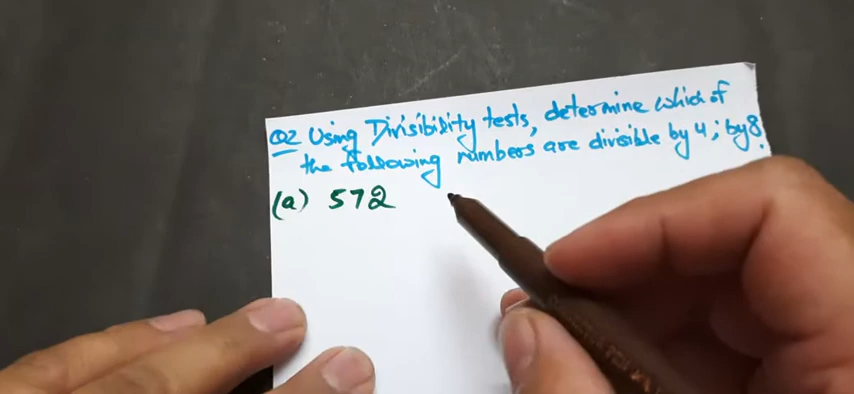 Q2 Using Divisibility tests, determine which of
the following numbers are divisible by 4; by 8.
(a) 572